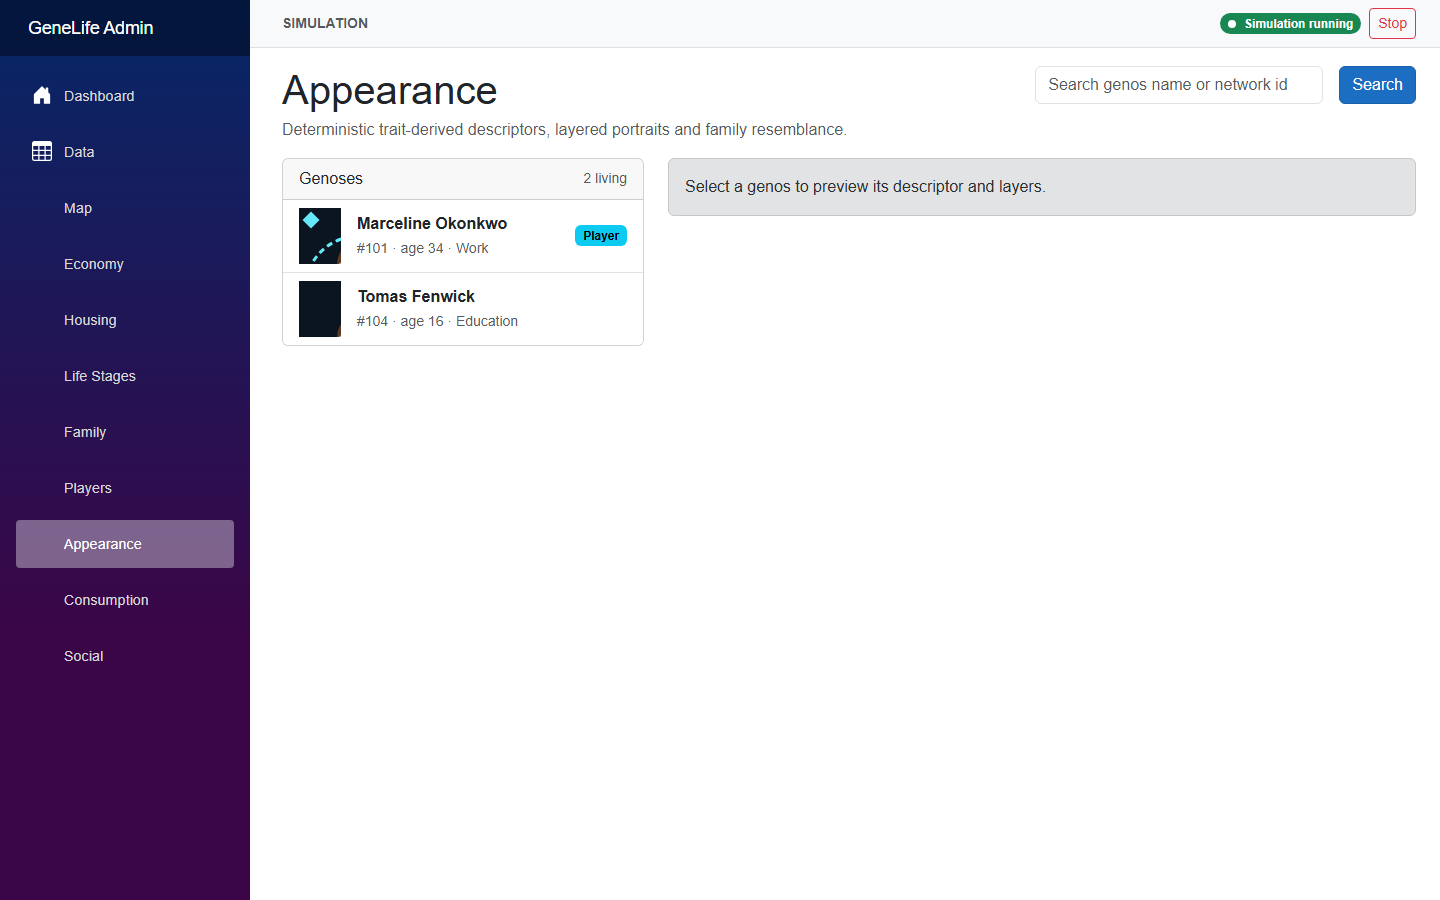 GeneLife Admin
SIMULATION
Simulation running
Stop
Dashboard
Data
Map
Economy
Housing
Life Stages
Family
Players
Appearance
Consumption
Social
Appearance
Search genos name or network id
Search
Deterministic trait-derived descriptors, layered portraits and family resemblance.
Genoses
2 living
Marceline Okonkwo
#101 · age 34 · Work
Player
Tomas Fenwick
#104 · age 16 · Education
Select a genos to preview its descriptor and layers.